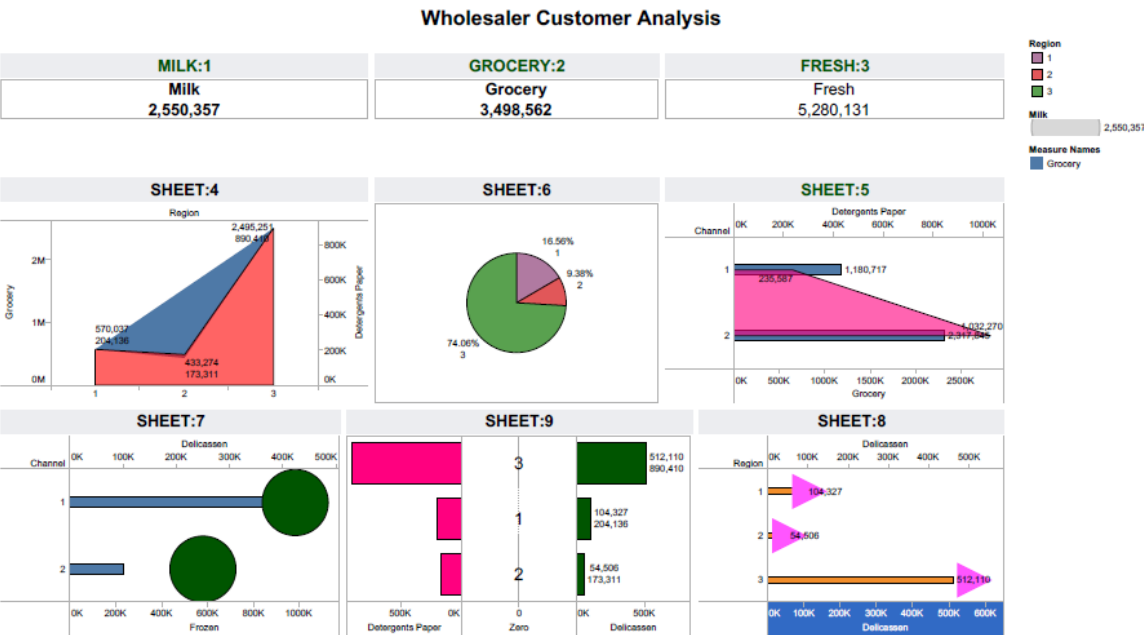 Wholesaler Customer Analysis
MILK:1
Milk
2,550,357
GROCERY:2
Grocery
3,498,562
FRESH:3
Fresh
5,280,131
Region
1
2
3
Milk
2,550,357
Measure Names
Grocery
SHEET:4
Region
Grocery
2M
1M
0M
2,495,251
890,410
570,037
204,136
433,274
173,311
800K
600K
400K
200K
0K
Detergents Paper
1 2 3
SHEET:6
16.56%
1
9.38%
2
74.06%
3
SHEET:5
Detergents Paper
Channel 0K 200K 400K 600K 800K 1000K
1 1,180,717
235,587
1,032,270
2 2,317,845
0K 500K 1000K 1500K 2000K 2500K
Grocery
SHEET:7
Delicassen
Channel 0K 100K 200K 300K 400K 500K
1
2
0K 200K 400K 600K 800K 1000K
Frozen
SHEET:9
3 512,110
890,410
1 104,327
204,136
2 54,506
173,311
500K 0K 0 0K 500K
Detergents Paper Zero Delicassen
SHEET:8
Delicassen
Region 0K 100K 200K 300K 400K 500K
1 104,327
2 54,506
3 512,110
0K 100K 200K 300K 400K 500K 600K
Delicassen